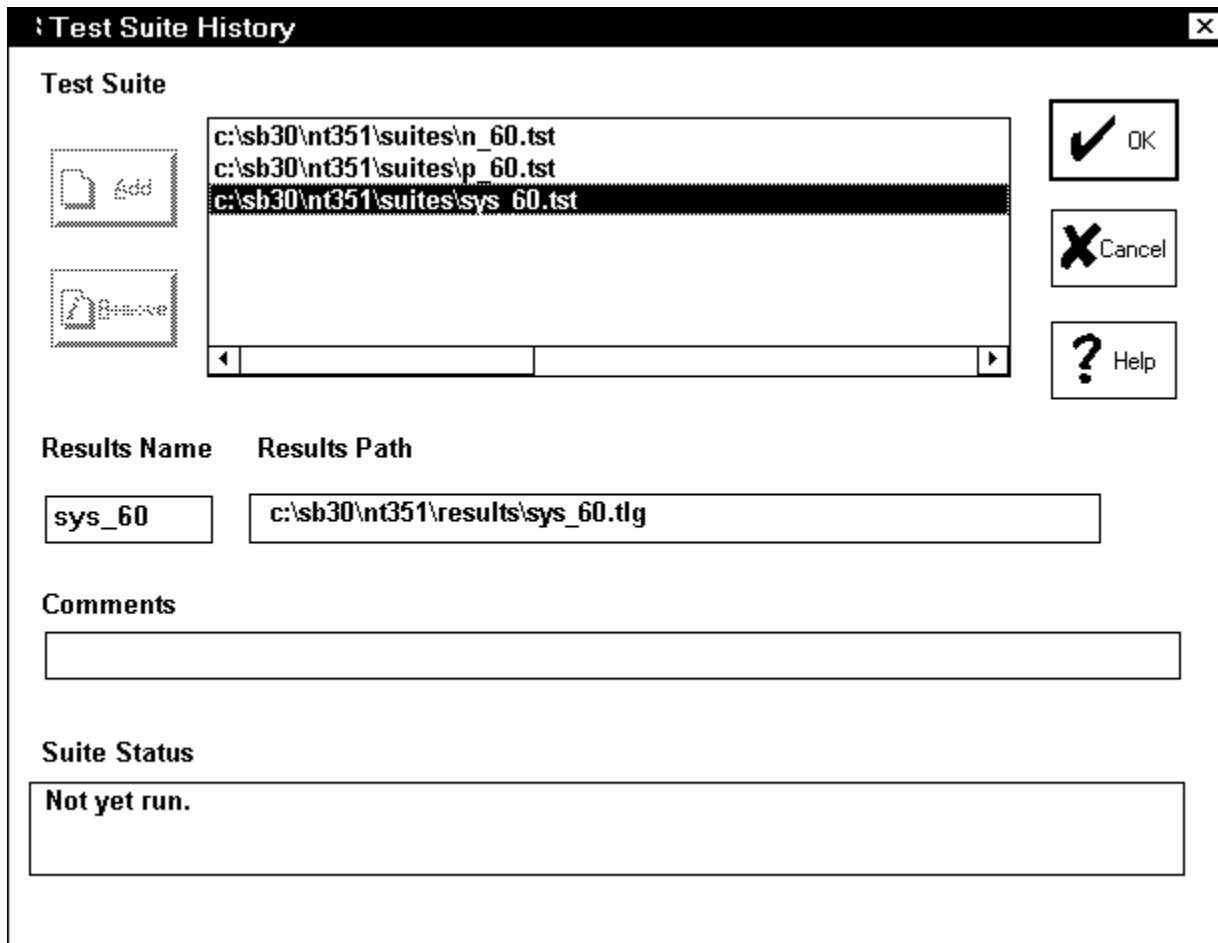 Test Suite History
Test Suite
Add
Remove
c:\sb30\nt351\suites\n_60.tst
c:\sb30\nt351\suites\p_60.tst
c:\sb30\nt351\suites\sys_60.tst
OK
Cancel
? Help
Results Name
Results Path
sys_60
c:\sb30\nt351\results\sys_60.tlg
Comments
Suite Status
Not yet run.